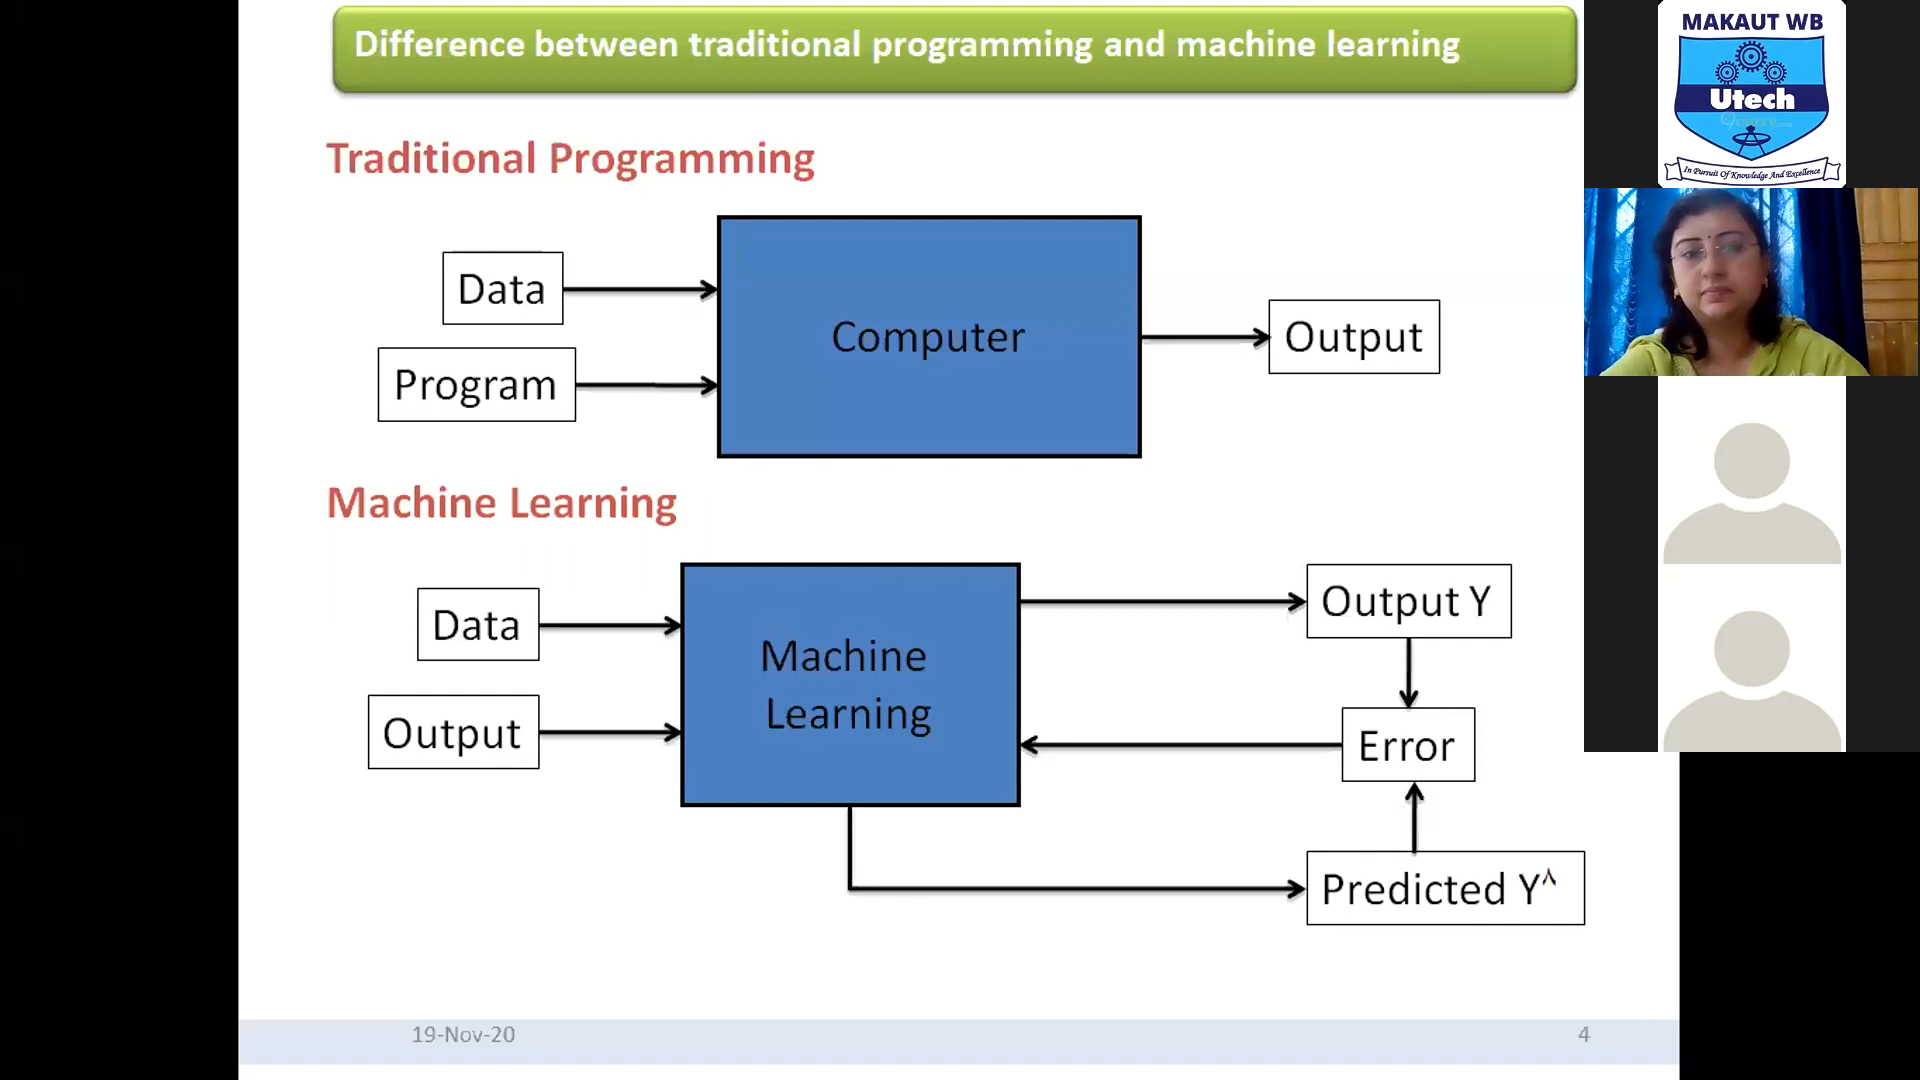 Difference between traditional programming and machine learning
MAKAUT WB
Utech
In Pursuit Of Knowledge And Excellence
Traditional Programming
Data
Program
Computer
Output
Machine Learning
Data
Output
Machine
Learning
Output Y
Error
Predicted Y^
19-Nov-20
4